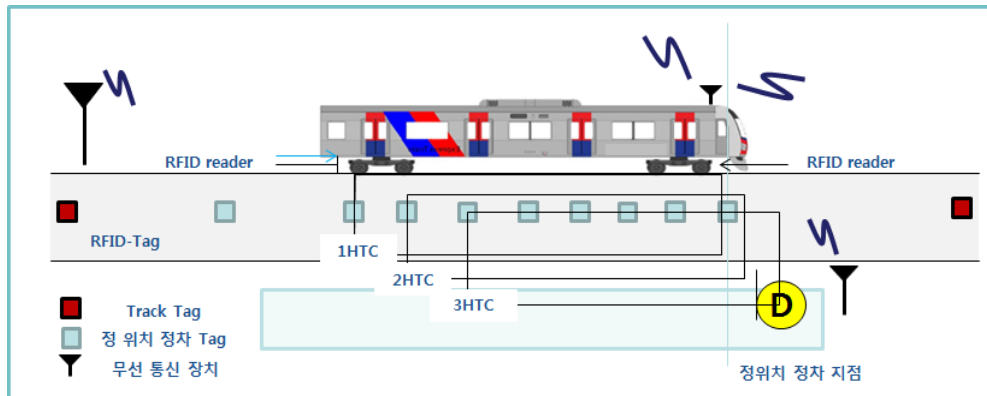 RFID reader
RFID reader
RFID-Tag
1HTC
2HTC
3HTC
D
Track Tag
정 위치 정차 Tag
무선 통신 장치
정위치 정차 지점